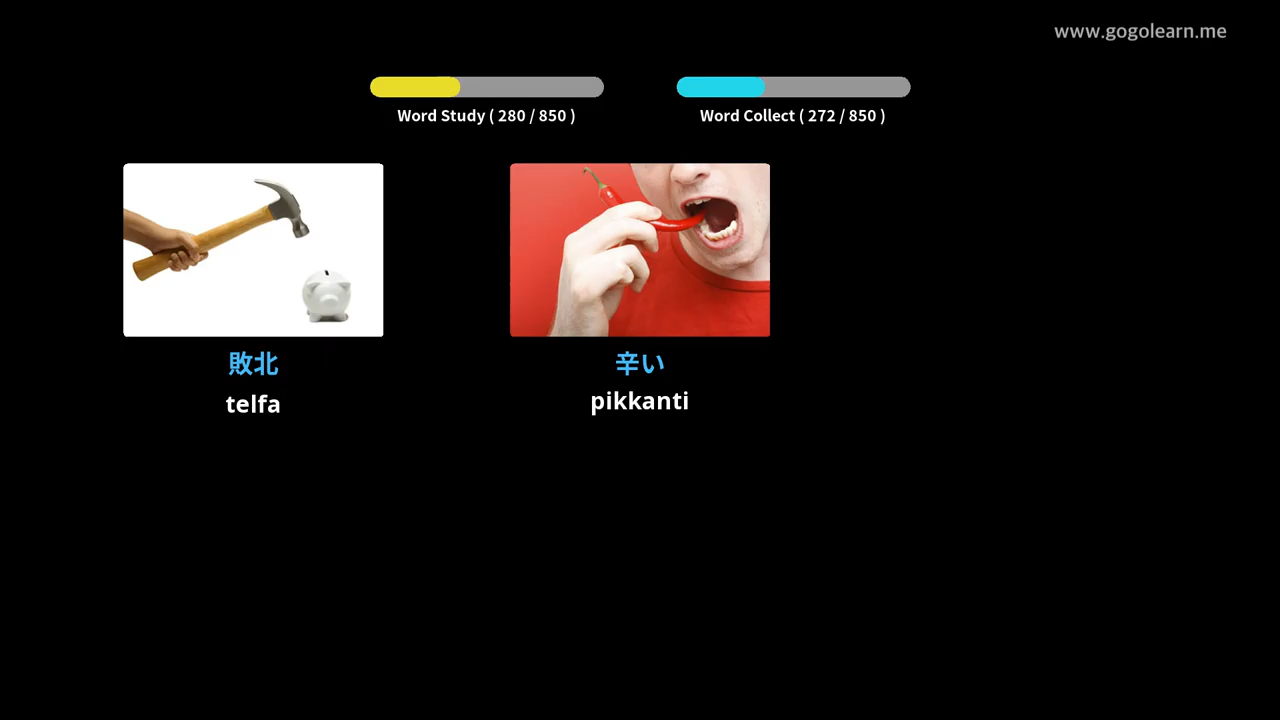 www.gogolearn.me
Word Study ( 280 / 850 )
Word Collect ( 272 / 850 )
敗北
telfa
辛い
pikkanti